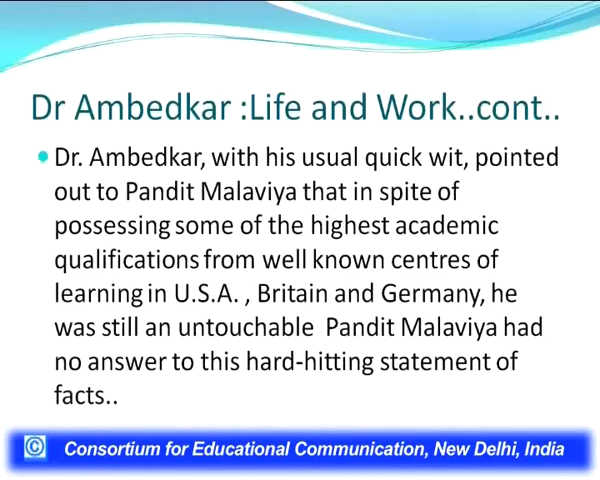 Dr Ambedkar :Life and Work..cont..
Dr. Ambedkar, with his usual quick wit, pointed
out to Pandit Malaviya that in spite of
possessing some of the highest academic
qualifications from well known centres of
learning in U.S.A. , Britain and Germany, he
was still an untouchable  Pandit Malaviya had
no answer to this hard-hitting statement of
facts..
© Consortium for Educational Communication, New Delhi, India